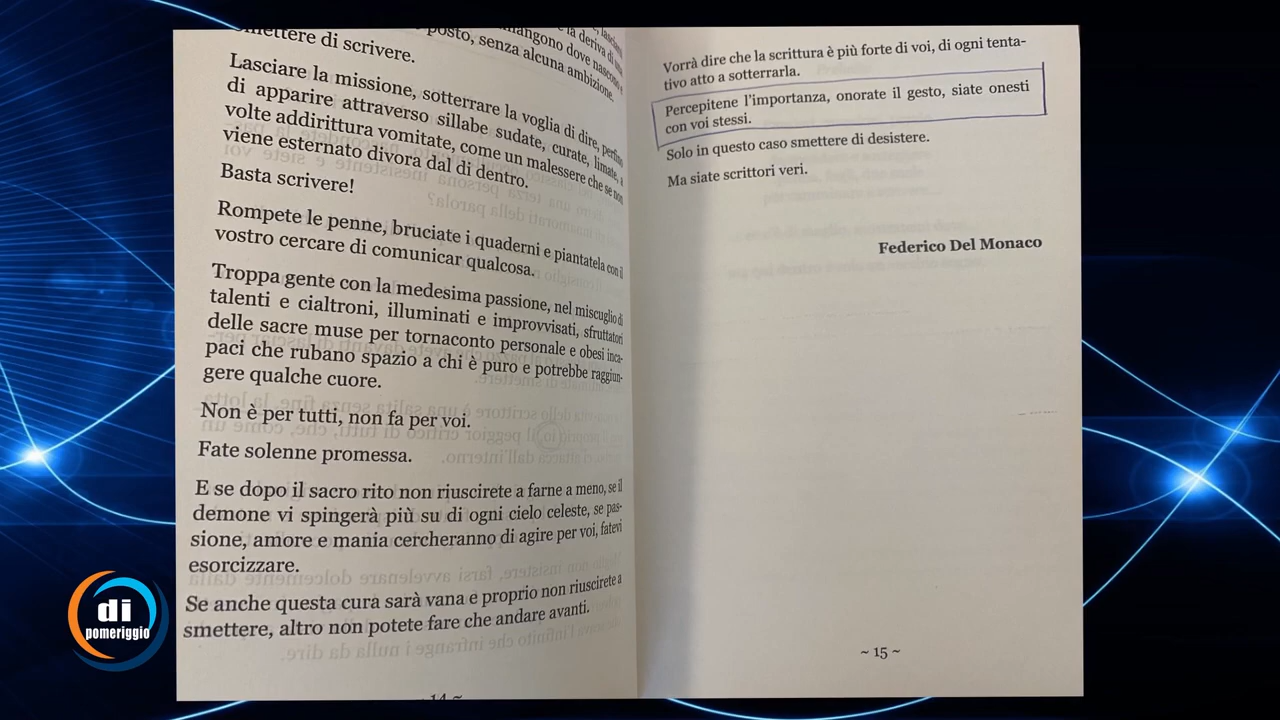 smettere di scrivere.
posto, senza alcuna ambizione.
Lasciare la missione, sotterrare la voglia di dire, perfino
di apparire attraverso sillabe sudate, curate, limate, a
volte addirittura vomitate, come un malessere che se non
viene esternato divora dal di dentro.
Basta scrivere!
Rompete le penne, bruciate i quaderni e piantatela con il
vostro cercare di comunicar qualcosa.
Troppa gente con la medesima passione, nel miscuglio di
talenti e cialtroni, illuminati e improvvisati, sfruttatori
delle sacre muse per tornaconto personale e obesi inca-
paci che rubano spazio a chi è puro e potrebbe raggiun-
gere qualche cuore.
Non è per tutti, non fa per voi.
Fate solenne promessa.
E se dopo il sacro rito non riuscirete a farne a meno, se il
demone vi spingerà più su di ogni cielo celeste, se pas-
sione, amore e mania cercheranno di agire per voi, fatevi
esorcizzare.
Se anche questa cura sarà vana e proprio non riuscirete a
smettere, altro non potete fare che andare avanti.
14 ~
Vorrà dire che la scrittura è più forte di voi, di ogni tenta-
tivo atto a sotterrarla.
Percepitene l'importanza, onorate il gesto, siate onesti
con voi stessi.
Solo in questo caso smettere di desistere.
Ma siate scrittori veri.
Federico Del Monaco
~ 15 ~
di
pomeriggio